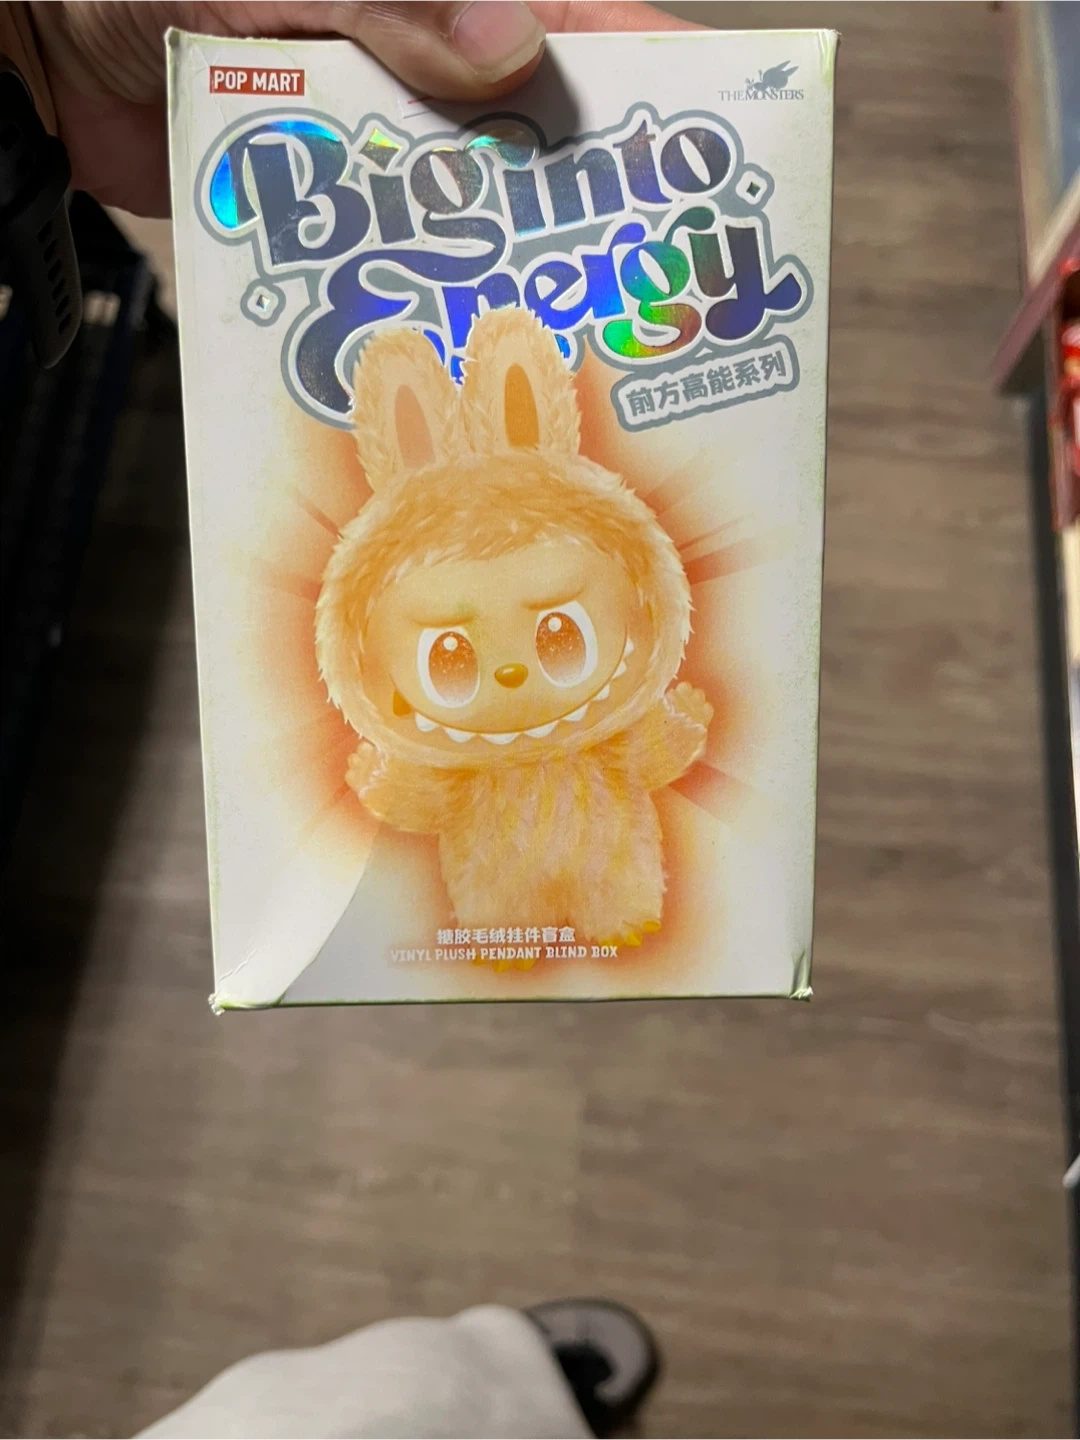 POP MART
THE MONSTERS
Big into
Energy
前方高能系列
搪胶毛绒挂件盲盒
VINYL PLUSH PENDANT BLIND BOX